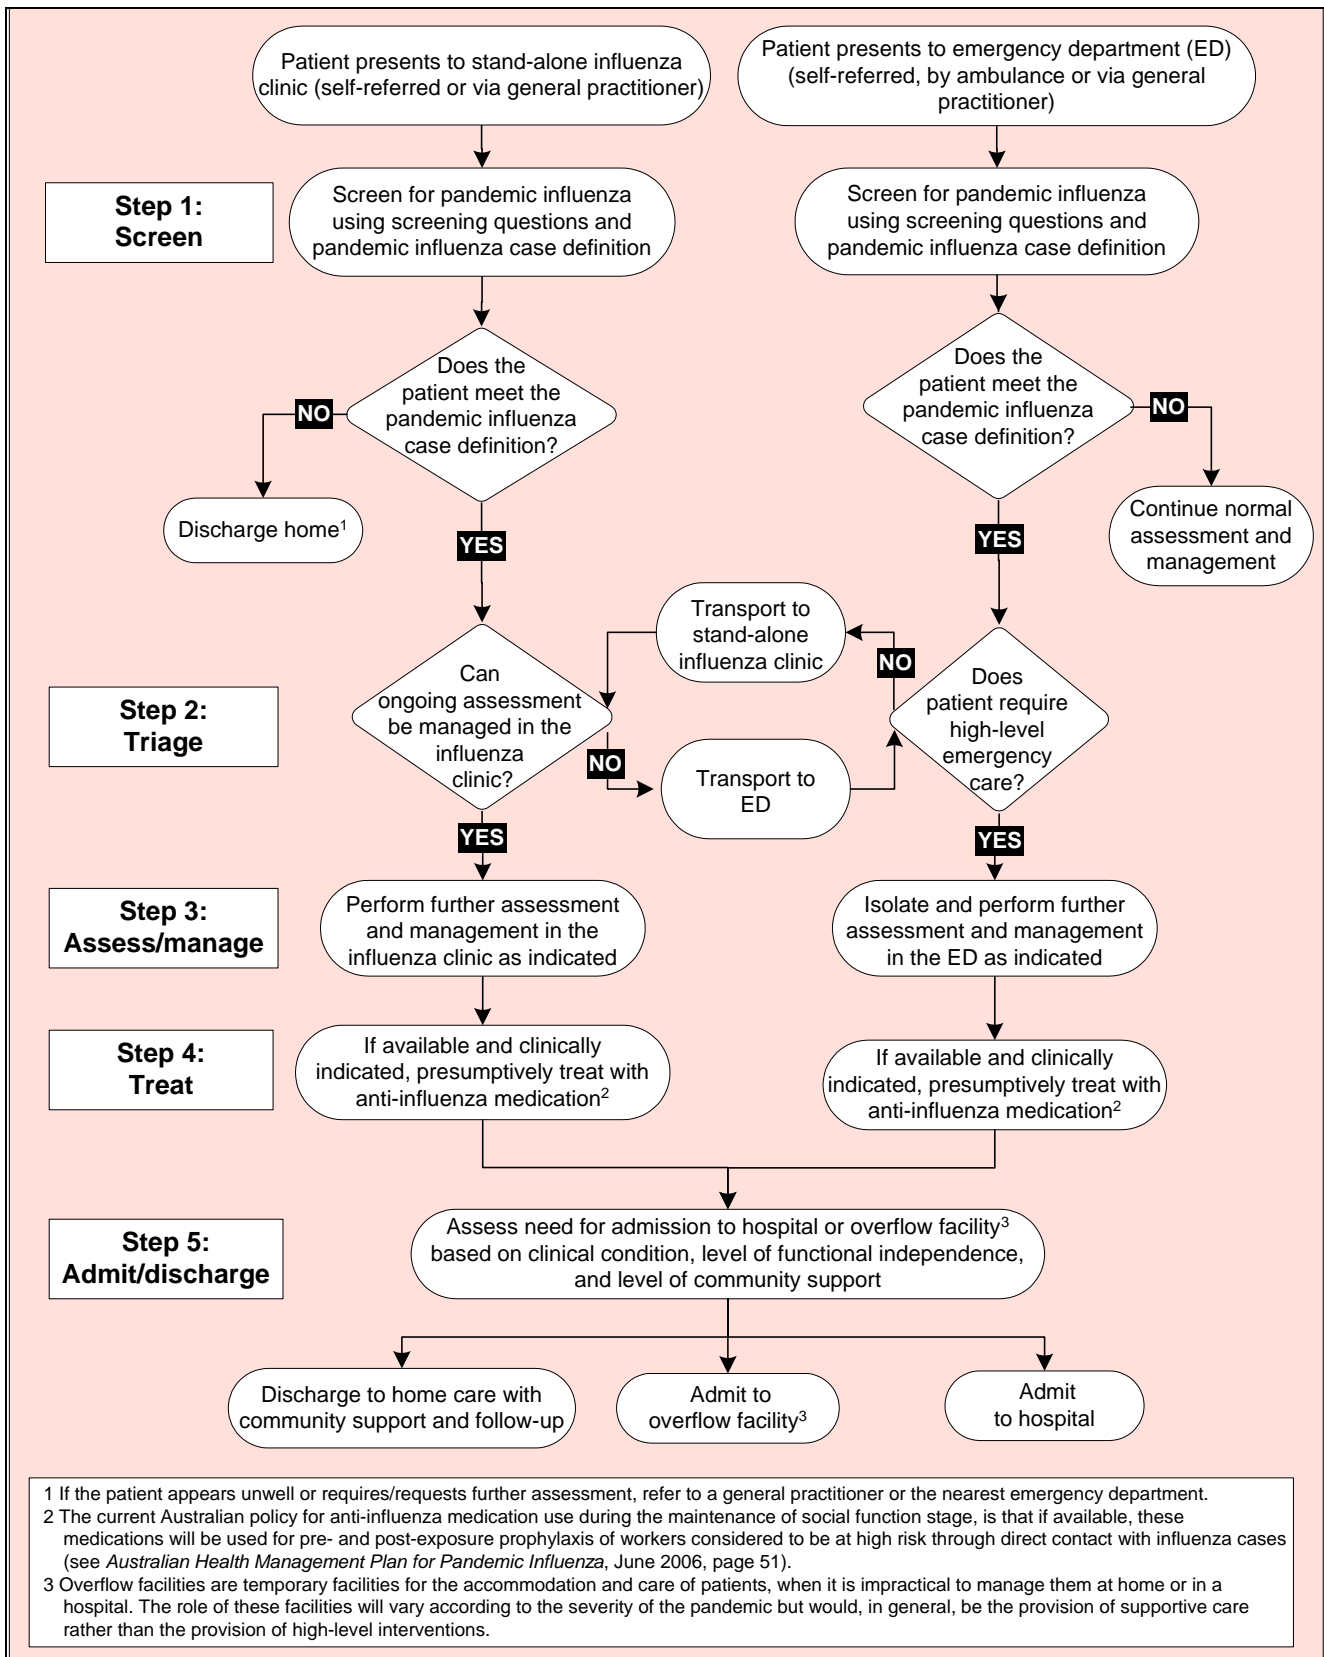 Patient presents to stand-alone influenza
clinic (self-referred or via general practitioner)
Patient presents to emergency department (ED)
(self-referred, by ambulance or via general
practitioner)
Step 1:
Screen
Screen for pandemic influenza
using screening questions and
pandemic influenza case definition
Screen for pandemic influenza
using screening questions and
pandemic influenza case definition
Does the
patient meet the
pandemic influenza
case definition?
Does the
patient meet the
pandemic influenza
case definition?
NO
NO
Discharge home¹
YES
YES
Continue normal
assessment and
management
Transport to
stand-alone
influenza clinic
NO
Step 2:
Triage
Can
ongoing assessment
be managed in the
influenza
clinic?
Does
patient require
high-level
emergency
care?
NO
Transport to
ED
YES
YES
Step 3:
Assess/manage
Perform further assessment
and management in the
influenza clinic as indicated
Isolate and perform further
assessment and management
in the ED as indicated
Step 4:
Treat
If available and clinically
indicated, presumptively treat with
anti-influenza medication²
If available and clinically
indicated, presumptively treat with
anti-influenza medication²
Step 5:
Admit/discharge
Assess need for admission to hospital or overflow facility³
based on clinical condition, level of functional independence,
and level of community support
Discharge to home care with
community support and follow-up
Admit to
overflow facility³
Admit
to hospital
1 If the patient appears unwell or requires/requests further assessment, refer to a general practitioner or the nearest emergency department.
2 The current Australian policy for anti-influenza medication use during the maintenance of social function stage, is that if available, these
medications will be used for pre- and post-exposure prophylaxis of workers considered to be at high risk through direct contact with influenza cases
(see Australian Health Management Plan for Pandemic Influenza, June 2006, page 51).
3 Overflow facilities are temporary facilities for the accommodation and care of patients, when it is impractical to manage them at home or in a
hospital. The role of these facilities will vary according to the severity of the pandemic but would, in general, be the provision of supportive care
rather than the provision of high-level interventions.